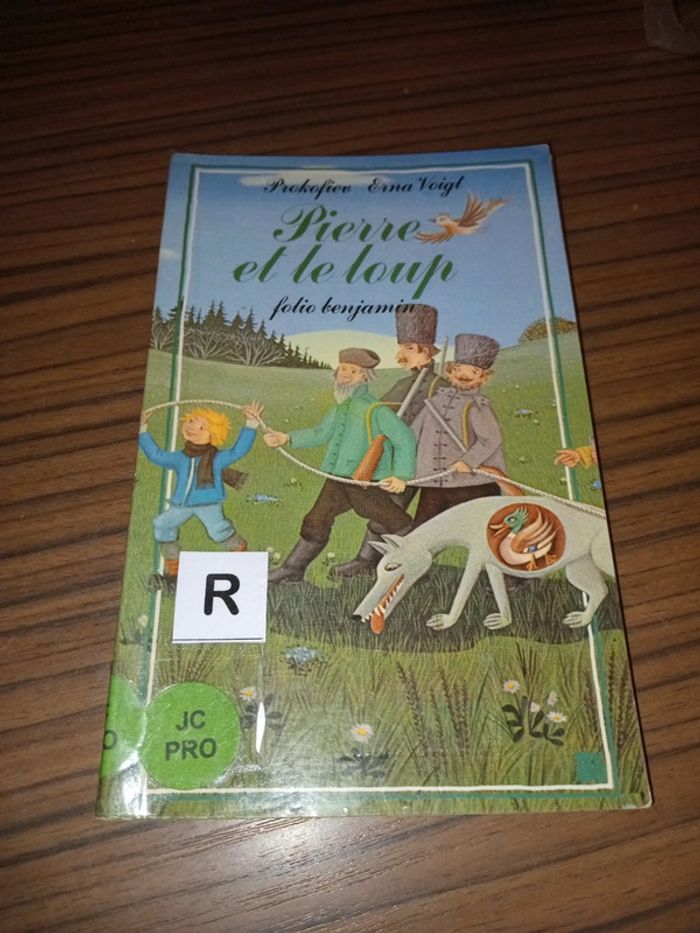 Prokofiev Erna Voigt
Pierre
et le loup
folio benjamin
R
JC
PRO
O